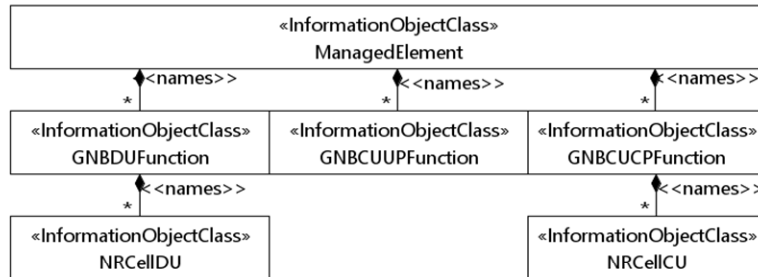 «InformationObjectClass»
ManagedElement
<<names>>
<<names>>
<<names>>
*
*
*
«InformationObjectClass»
GNBDUFunction
«InformationObjectClass»
GNBCUUPFunction
«InformationObjectClass»
GNBCUCPFunction
<<names>>
<<names>>
*
*
«InformationObjectClass»
NRCellDU
«InformationObjectClass»
NRCellCU